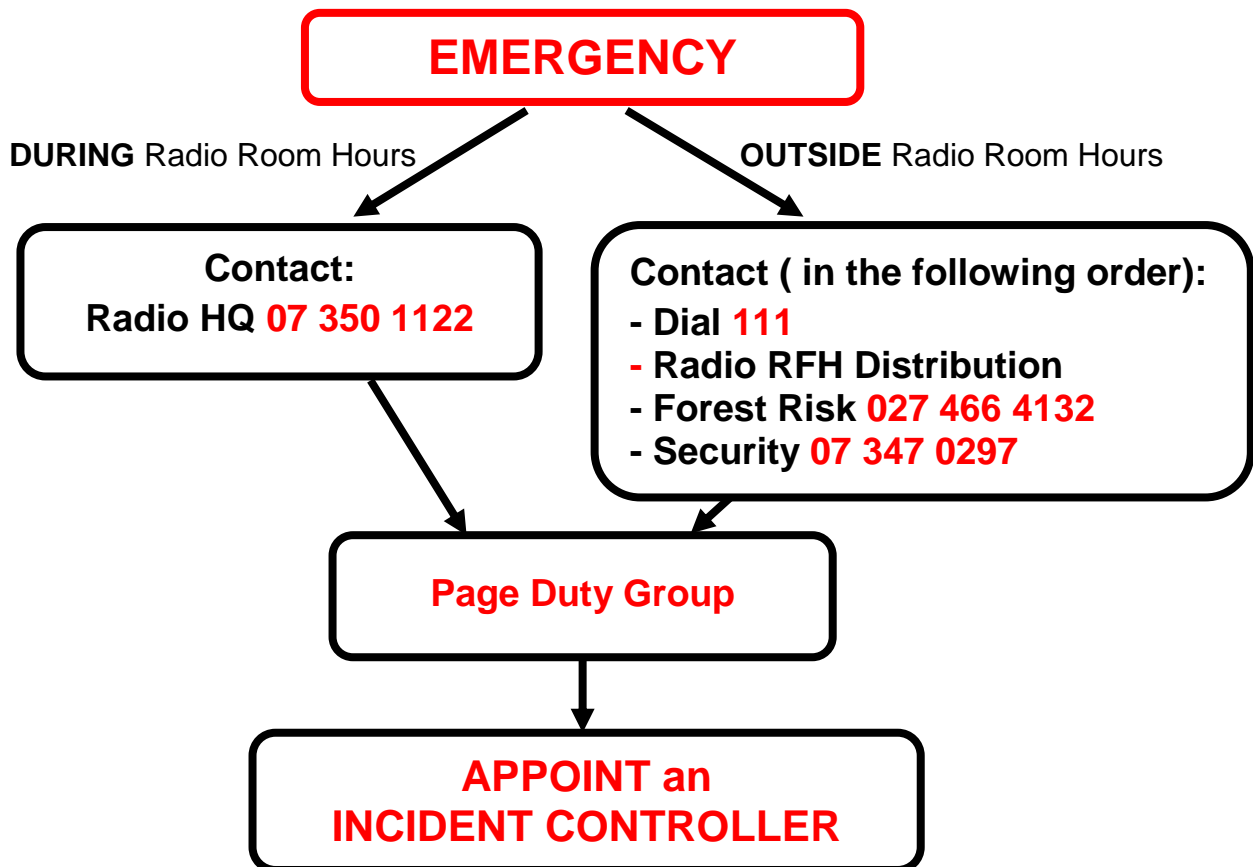 EMERGENCY
DURING Radio Room Hours
OUTSIDE Radio Room Hours
Contact:
Radio HQ 07 350 1122
Contact ( in the following order):
- Dial 111
- Radio RFH Distribution
- Forest Risk 027 466 4132
- Security 07 347 0297
Page Duty Group
APPOINT an
INCIDENT CONTROLLER